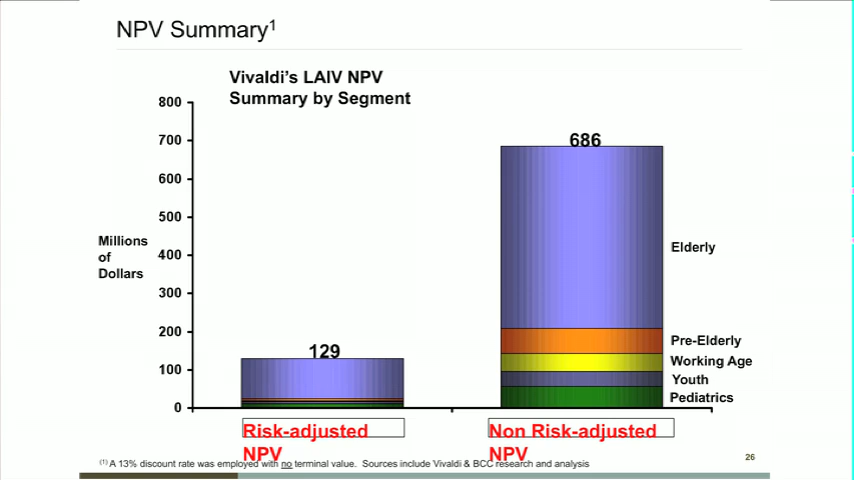 NPV Summary1
Vivaldi's LAIV NPV
Summary by Segment
800
700
600
500
400
300
200
100
0
Millions
of
Dollars
129
686
Elderly
Pre-Elderly
Working Age
Youth
Pediatrics
Risk-adjusted
NPV
Non Risk-adjusted
NPV
(1) A 13% discount rate was employed with no terminal value. Sources include Vivaldi & BCC research and analysis
26